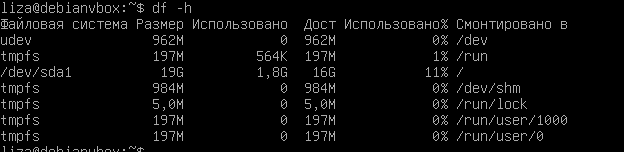 liza@debianvbox:~$ df -h
Файловая система Размер Использовано  Дост Использовано% Смонтировано в
udev               962M            0  962M            0% /dev
tmpfs              197M         564K  197M            1% /run
/dev/sda1           19G         1,8G   16G           11% /
tmpfs              984M            0  984M            0% /dev/shm
tmpfs              5,0M            0  5,0M            0% /run/lock
tmpfs              197M            0  197M            0% /run/user/1000
tmpfs              197M            0  197M            0% /run/user/0
liza@debianvbox:~$